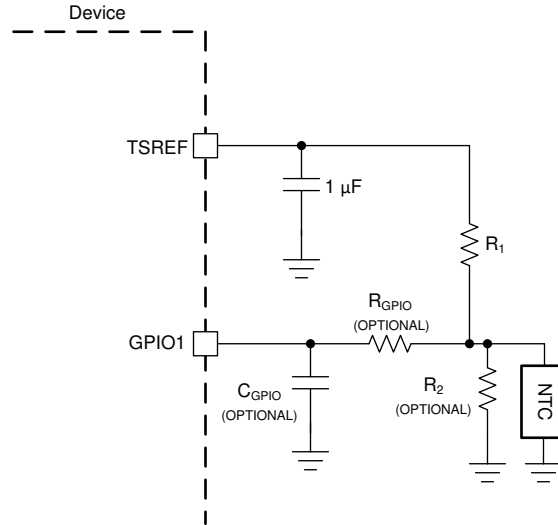 Device
TSREF
1 µF
R1
RGPIO
(OPTIONAL)
GPIO1
CGPIO
(OPTIONAL)
R2
(OPTIONAL)
NTC